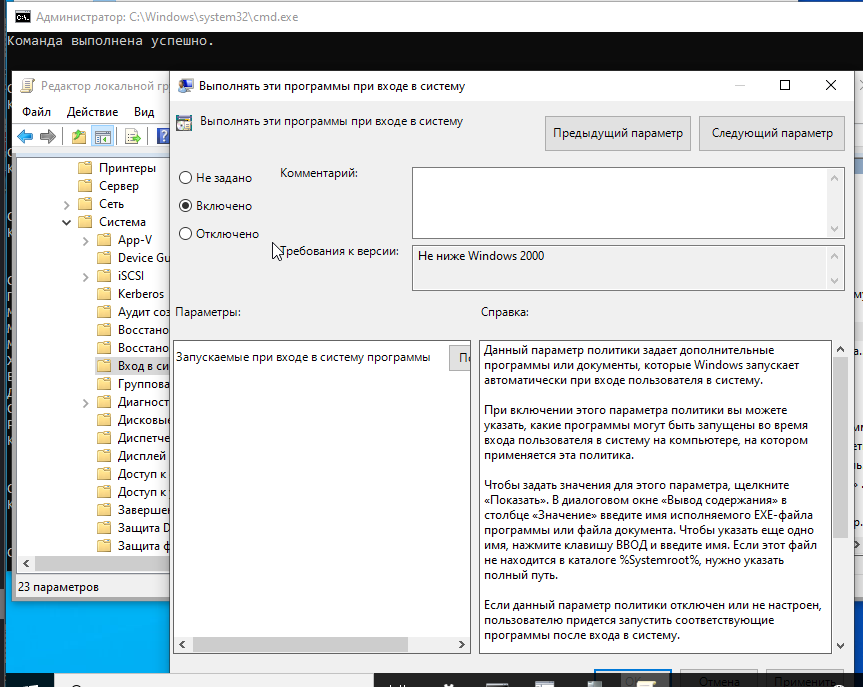 Администратор: C:\Windows\system32\cmd.exe
Команда выполнена успешно.
Редактор локальной гр
Файл Действие Вид
Принтеры
Сервер
Сеть
Система
App-V
Device Gu
iSCSI
Kerberos
Аудит соз
Восстано
Восстано
Вход в си
Группова
Диагност
Дисковые
Диспетче
Дисплей
Доступ к
Доступ к
Завершен
Защита D
Защита ф
23 параметров
Выполнять эти программы при входе в систему
Выполнять эти программы при входе в систему
Предыдущий параметр
Следующий параметр
Не задано
Включено
Отключено
Комментарий:
Требования к версии:
Не ниже Windows 2000
Параметры:
Справка:
Запускаемые при входе в систему программы
По
Данный параметр политики задает дополнительные
программы или документы, которые Windows запускает
автоматически при входе пользователя в систему.
При включении этого параметра политики вы можете
указать, какие программы могут быть запущены во время
входа пользователя в систему на компьютере, на котором
применяется эта политика.
Чтобы задать значения для этого параметра, щелкните
«Показать». В диалоговом окне «Вывод содержания» в
столбце «Значение» введите имя исполняемого EXE-файла
программы или файла документа. Чтобы указать еще одно
имя, нажмите клавишу ВВОД и введите имя. Если этот файл
не находится в каталоге %Systemroot%, нужно указать
полный путь.
Если данный параметр политики отключен или не настроен,
пользователю придется запустить соответствующие
программы после входа в систему.
Отмена
Применить